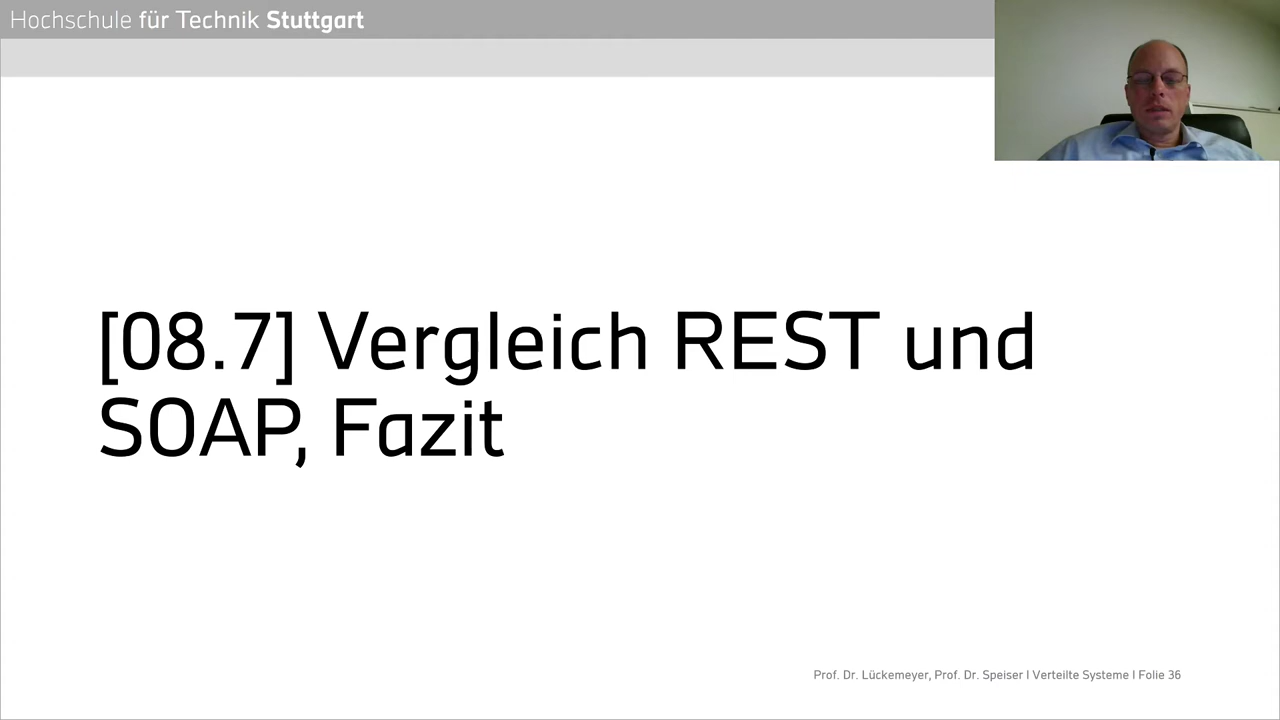 Hochschule für Technik Stuttgart
[08.7] Vergleich REST und
SOAP, Fazit
Prof. Dr. Lückemeyer, Prof. Dr. Speiser I Verteilte Systeme I Folie 36